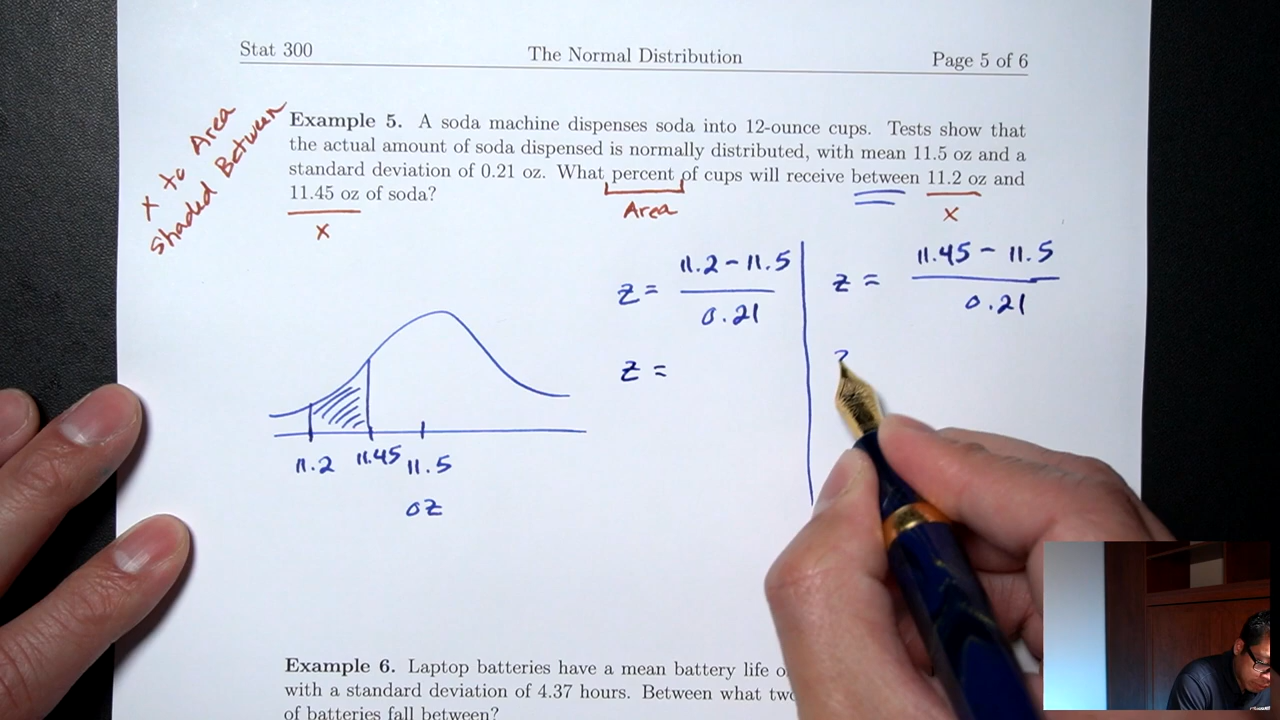 Stat 300 The Normal Distribution Page 5 of 6
x to Area
Shaded Between
Example 5. A soda machine dispenses soda into 12-ounce cups. Tests show that
the actual amount of soda dispensed is normally distributed, with mean 11.5 oz and a
standard deviation of 0.21 oz. What percent of cups will receive between 11.2 oz and
11.45 oz of soda?
Area
x
x
z = 11.2 - 11.5
0.21
z =
z = 11.45 - 11.5
0.21
11.2 11.45 11.5
oz
Example 6. Laptop batteries have a mean battery life
with a standard deviation of 4.37 hours. Between what
of batteries fall between?